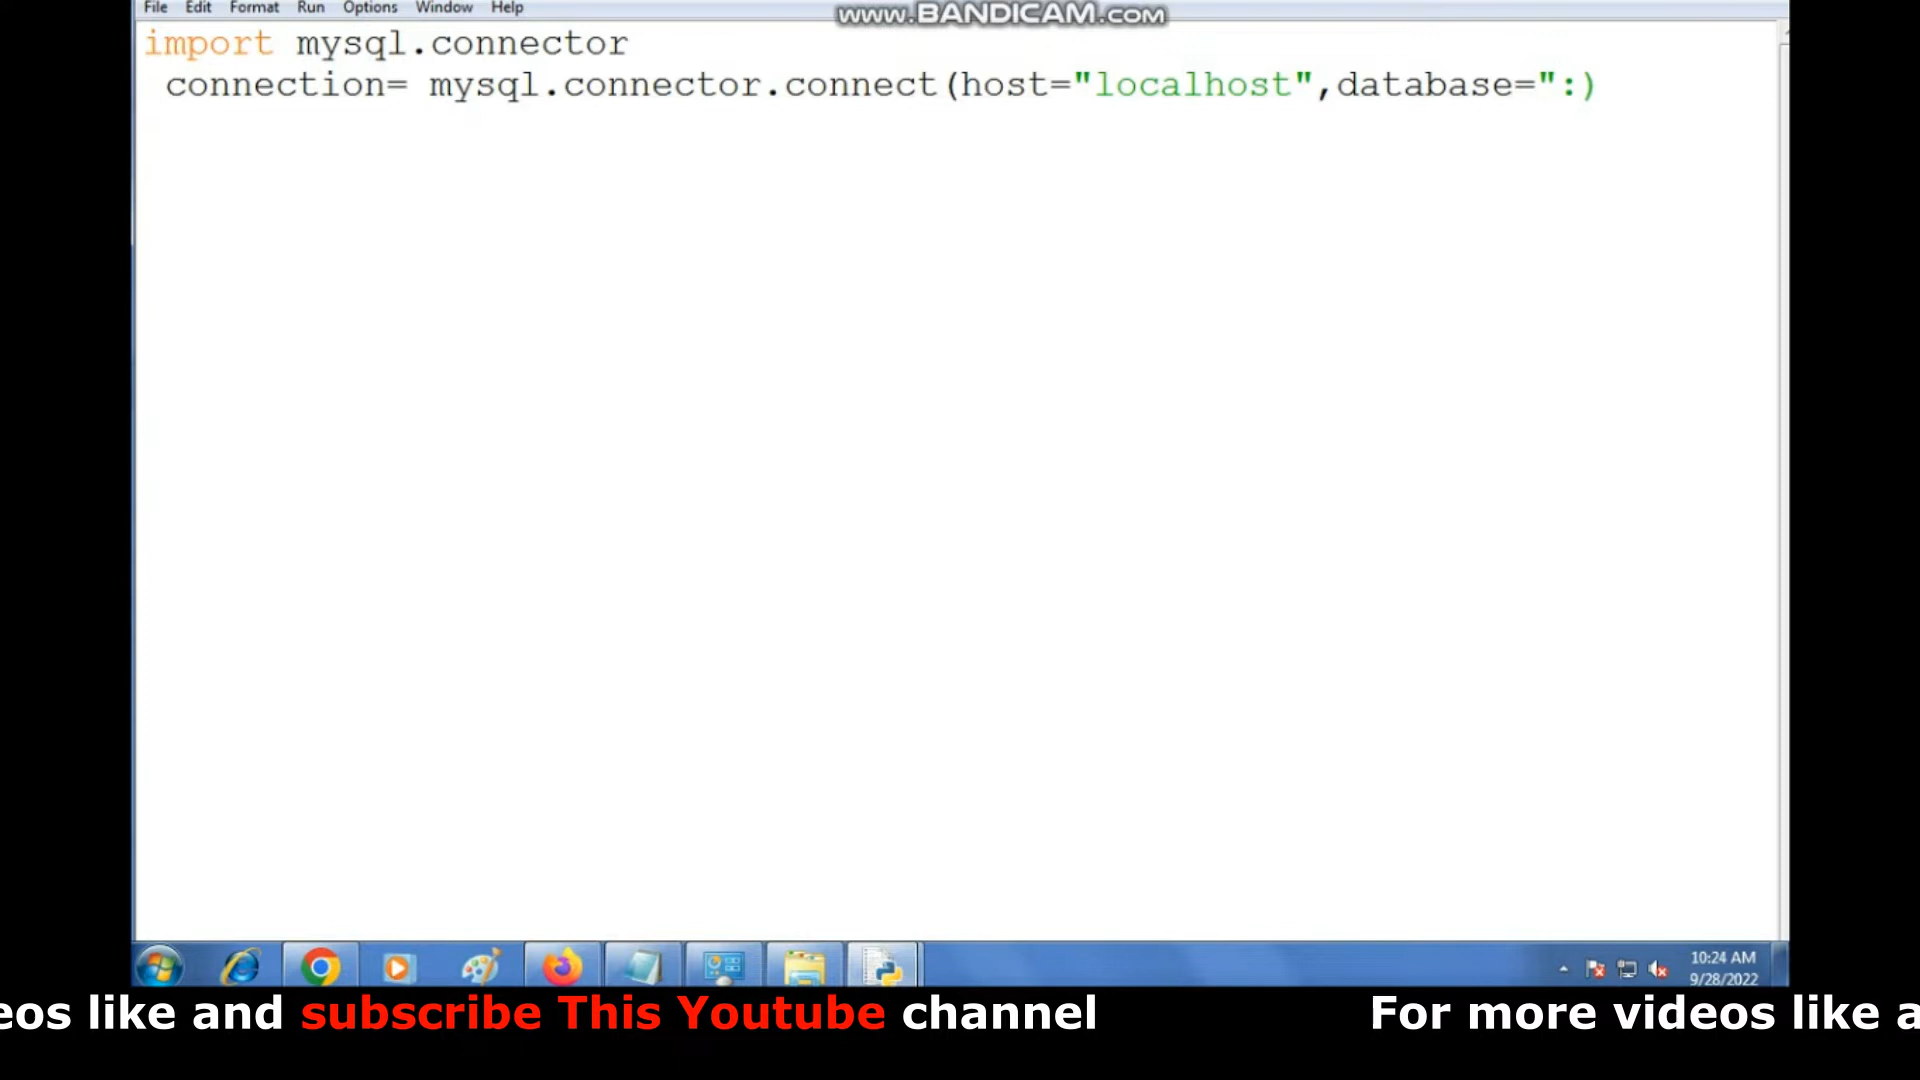 File Edit Format Run Options Window Help
www.BANDICAM.COM
import mysql.connector
connection= mysql.connector.connect(host="localhost",database=":)
10:24 AM
9/28/2022
eos like and subscribe This Youtube channel
For more videos like a